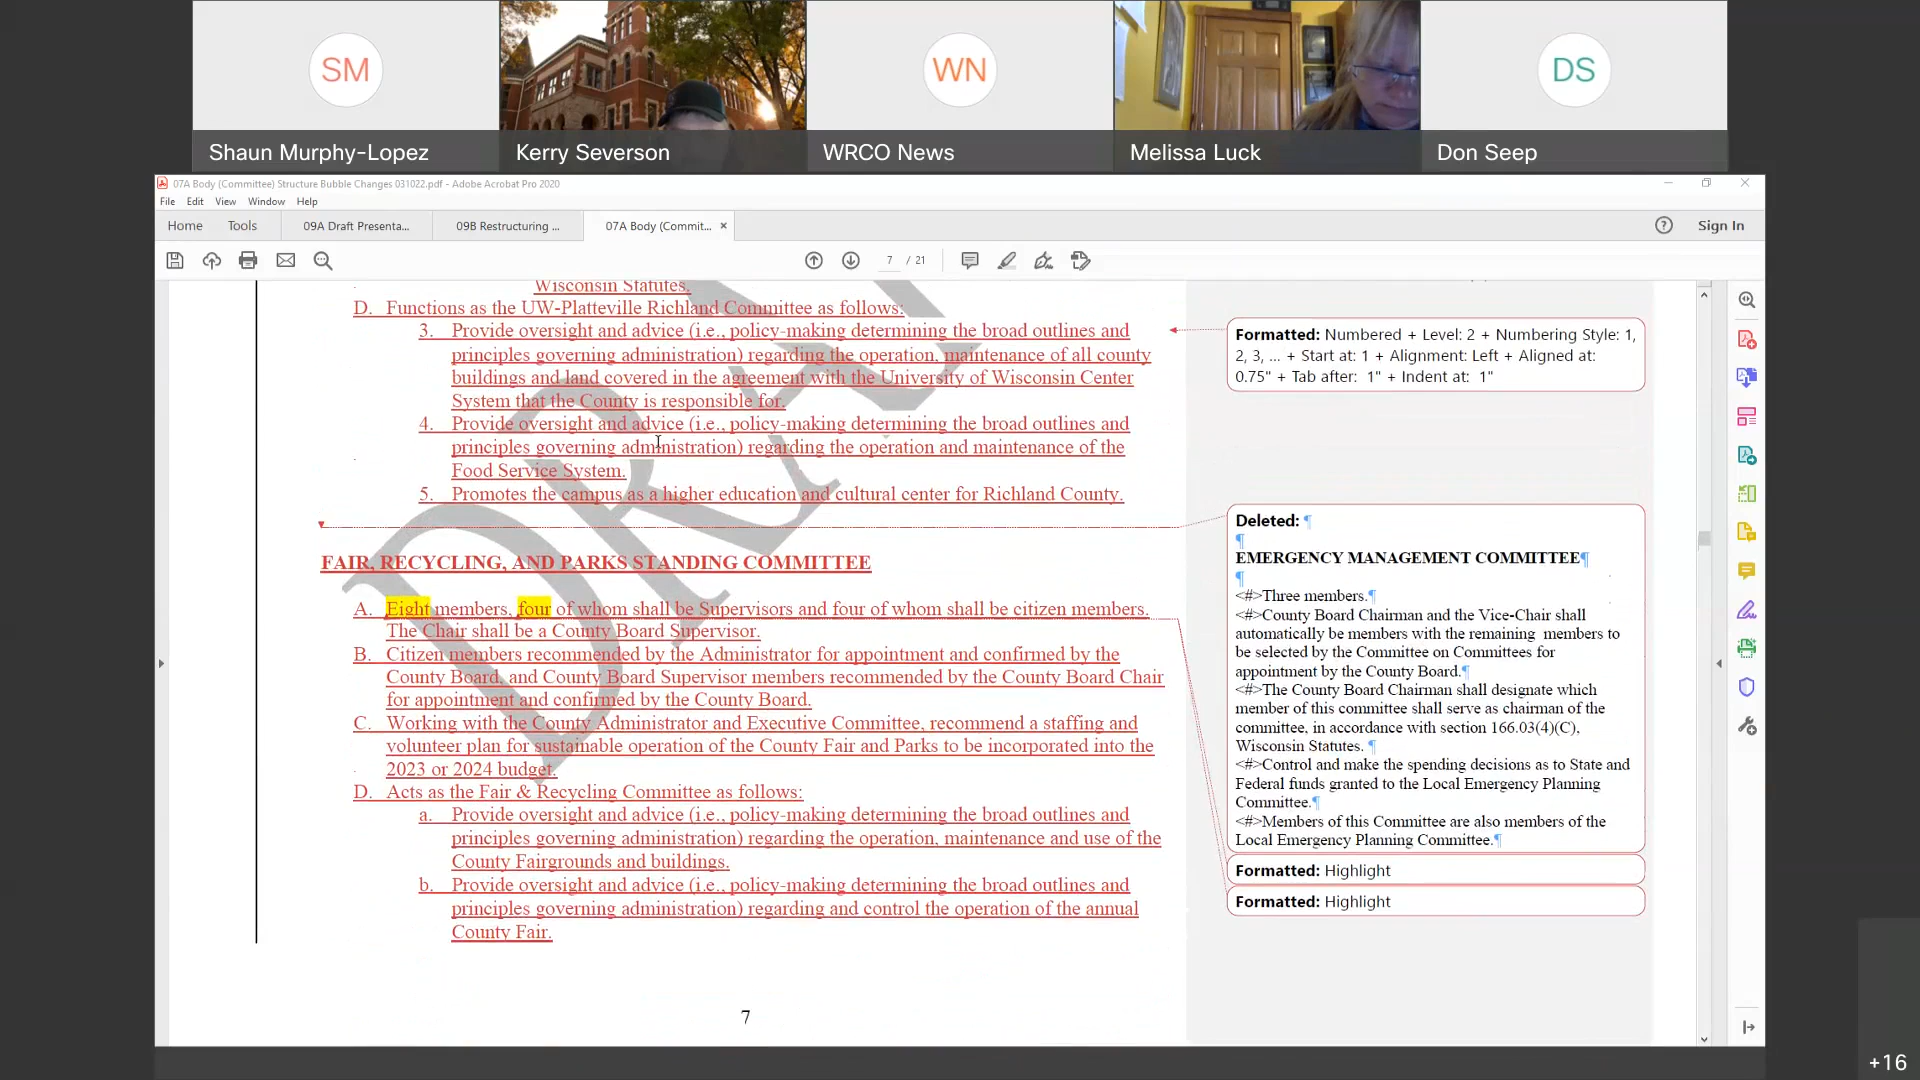 SM
WN
DS
Shaun Murphy-Lopez
Kerry Severson
WRCO News
Melissa Luck
Don Seep
07A Body (Committee) Structure Bubble Changes 031022.pdf - Adobe Acrobat Pro 2020
File Edit View Window Help
Home Tools 09A Draft Presenta... 09B Restructuring ... 07A Body (Commit... × Sign In
7 / 21
Wisconsin Statutes.
D. Functions as the UW-Platteville Richland Committee as follows:
3. Provide oversight and advice (i.e., policy-making determining the broad outlines and
principles governing administration) regarding the operation, maintenance of all county
buildings and land covered in the agreement with the University of Wisconsin Center
System that the County is responsible for.
4. Provide oversight and advice (i.e., policy-making determining the broad outlines and
principles governing administration) regarding the operation and maintenance of the
Food Service System.
5. Promotes the campus as a higher education and cultural center for Richland County.
FAIR, RECYCLING, AND PARKS STANDING COMMITTEE
A. Eight members, four of whom shall be Supervisors and four of whom shall be citizen members.
The Chair shall be a County Board Supervisor.
B. Citizen members recommended by the Administrator for appointment and confirmed by the
County Board, and County Board Supervisor members recommended by the County Board Chair
for appointment and confirmed by the County Board.
C. Working with the County Administrator and Executive Committee, recommend a staffing and
volunteer plan for sustainable operation of the County Fair and Parks to be incorporated into the
2023 or 2024 budget.
D. Acts as the Fair & Recycling Committee as follows:
a. Provide oversight and advice (i.e., policy-making determining the broad outlines and
principles governing administration) regarding the operation, maintenance and use of the
County Fairgrounds and buildings.
b. Provide oversight and advice (i.e., policy-making determining the broad outlines and
principles governing administration) regarding and control the operation of the annual
County Fair.
7
DRA
Formatted: Numbered + Level: 2 + Numbering Style: 1,
2, 3, ... + Start at: 1 + Alignment: Left + Aligned at:
0.75" + Tab after: 1" + Indent at: 1"
Deleted: ¶
¶
EMERGENCY MANAGEMENT COMMITTEE¶
¶
<#>Three members.¶
<#>County Board Chairman and the Vice-Chair shall
automatically be members with the remaining members to
be selected by the Committee on Committees for
appointment by the County Board.¶
<#>The County Board Chairman shall designate which
member of this committee shall serve as chairman of the
committee, in accordance with section 166.03(4)(C),
Wisconsin Statutes. ¶
<#>Control and make the spending decisions as to State and
Federal funds granted to the Local Emergency Planning
Committee.¶
<#>Members of this Committee are also members of the
Local Emergency Planning Committee.¶
Formatted: Highlight
Formatted: Highlight
+16